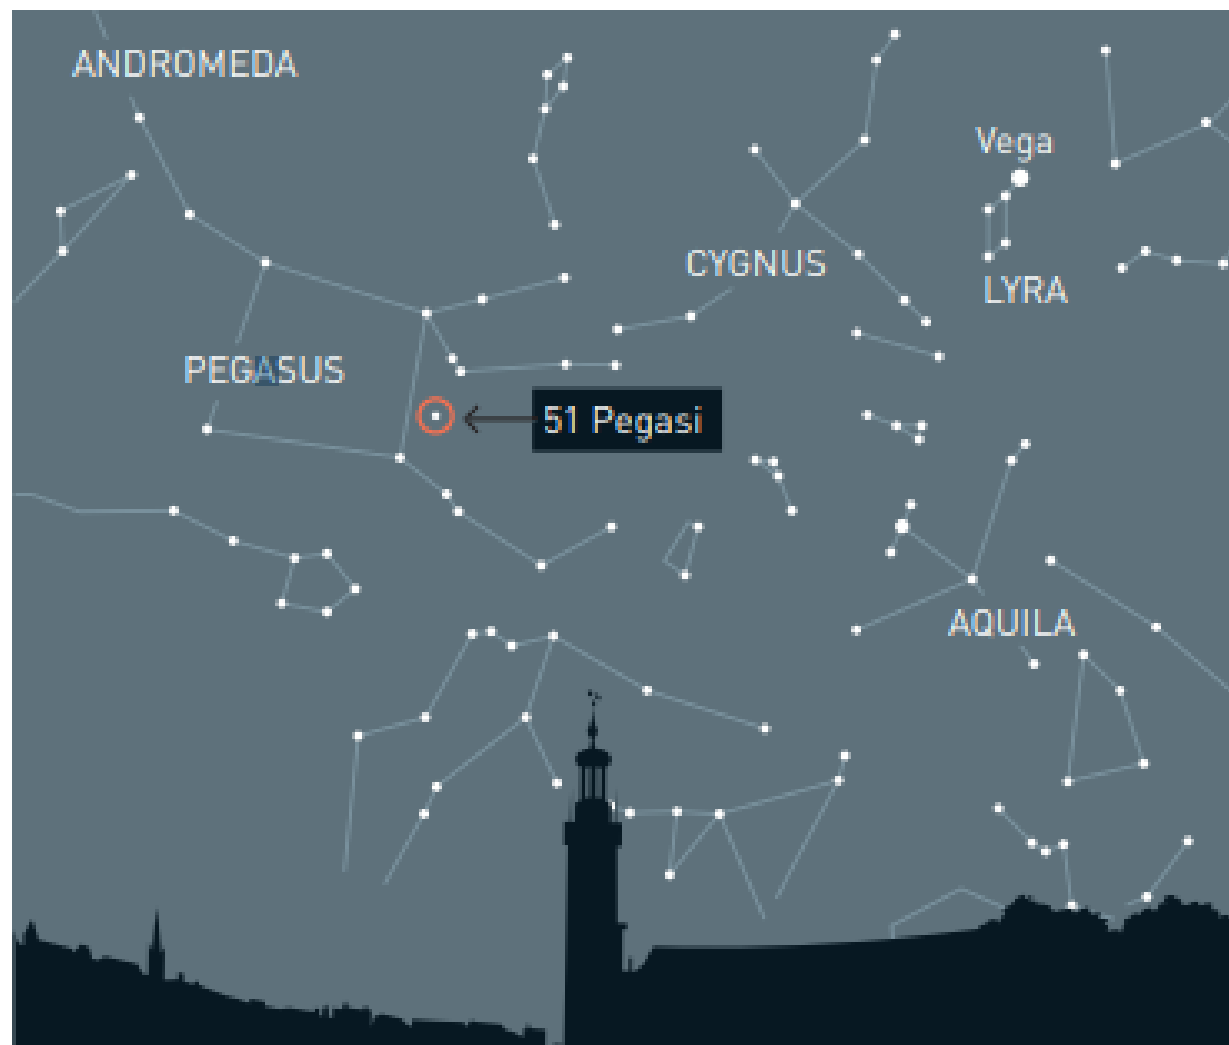 ANDROMEDA
Vega
CYGNUS
LYRA
PEGASUS
51 Pegasi
AQUILA